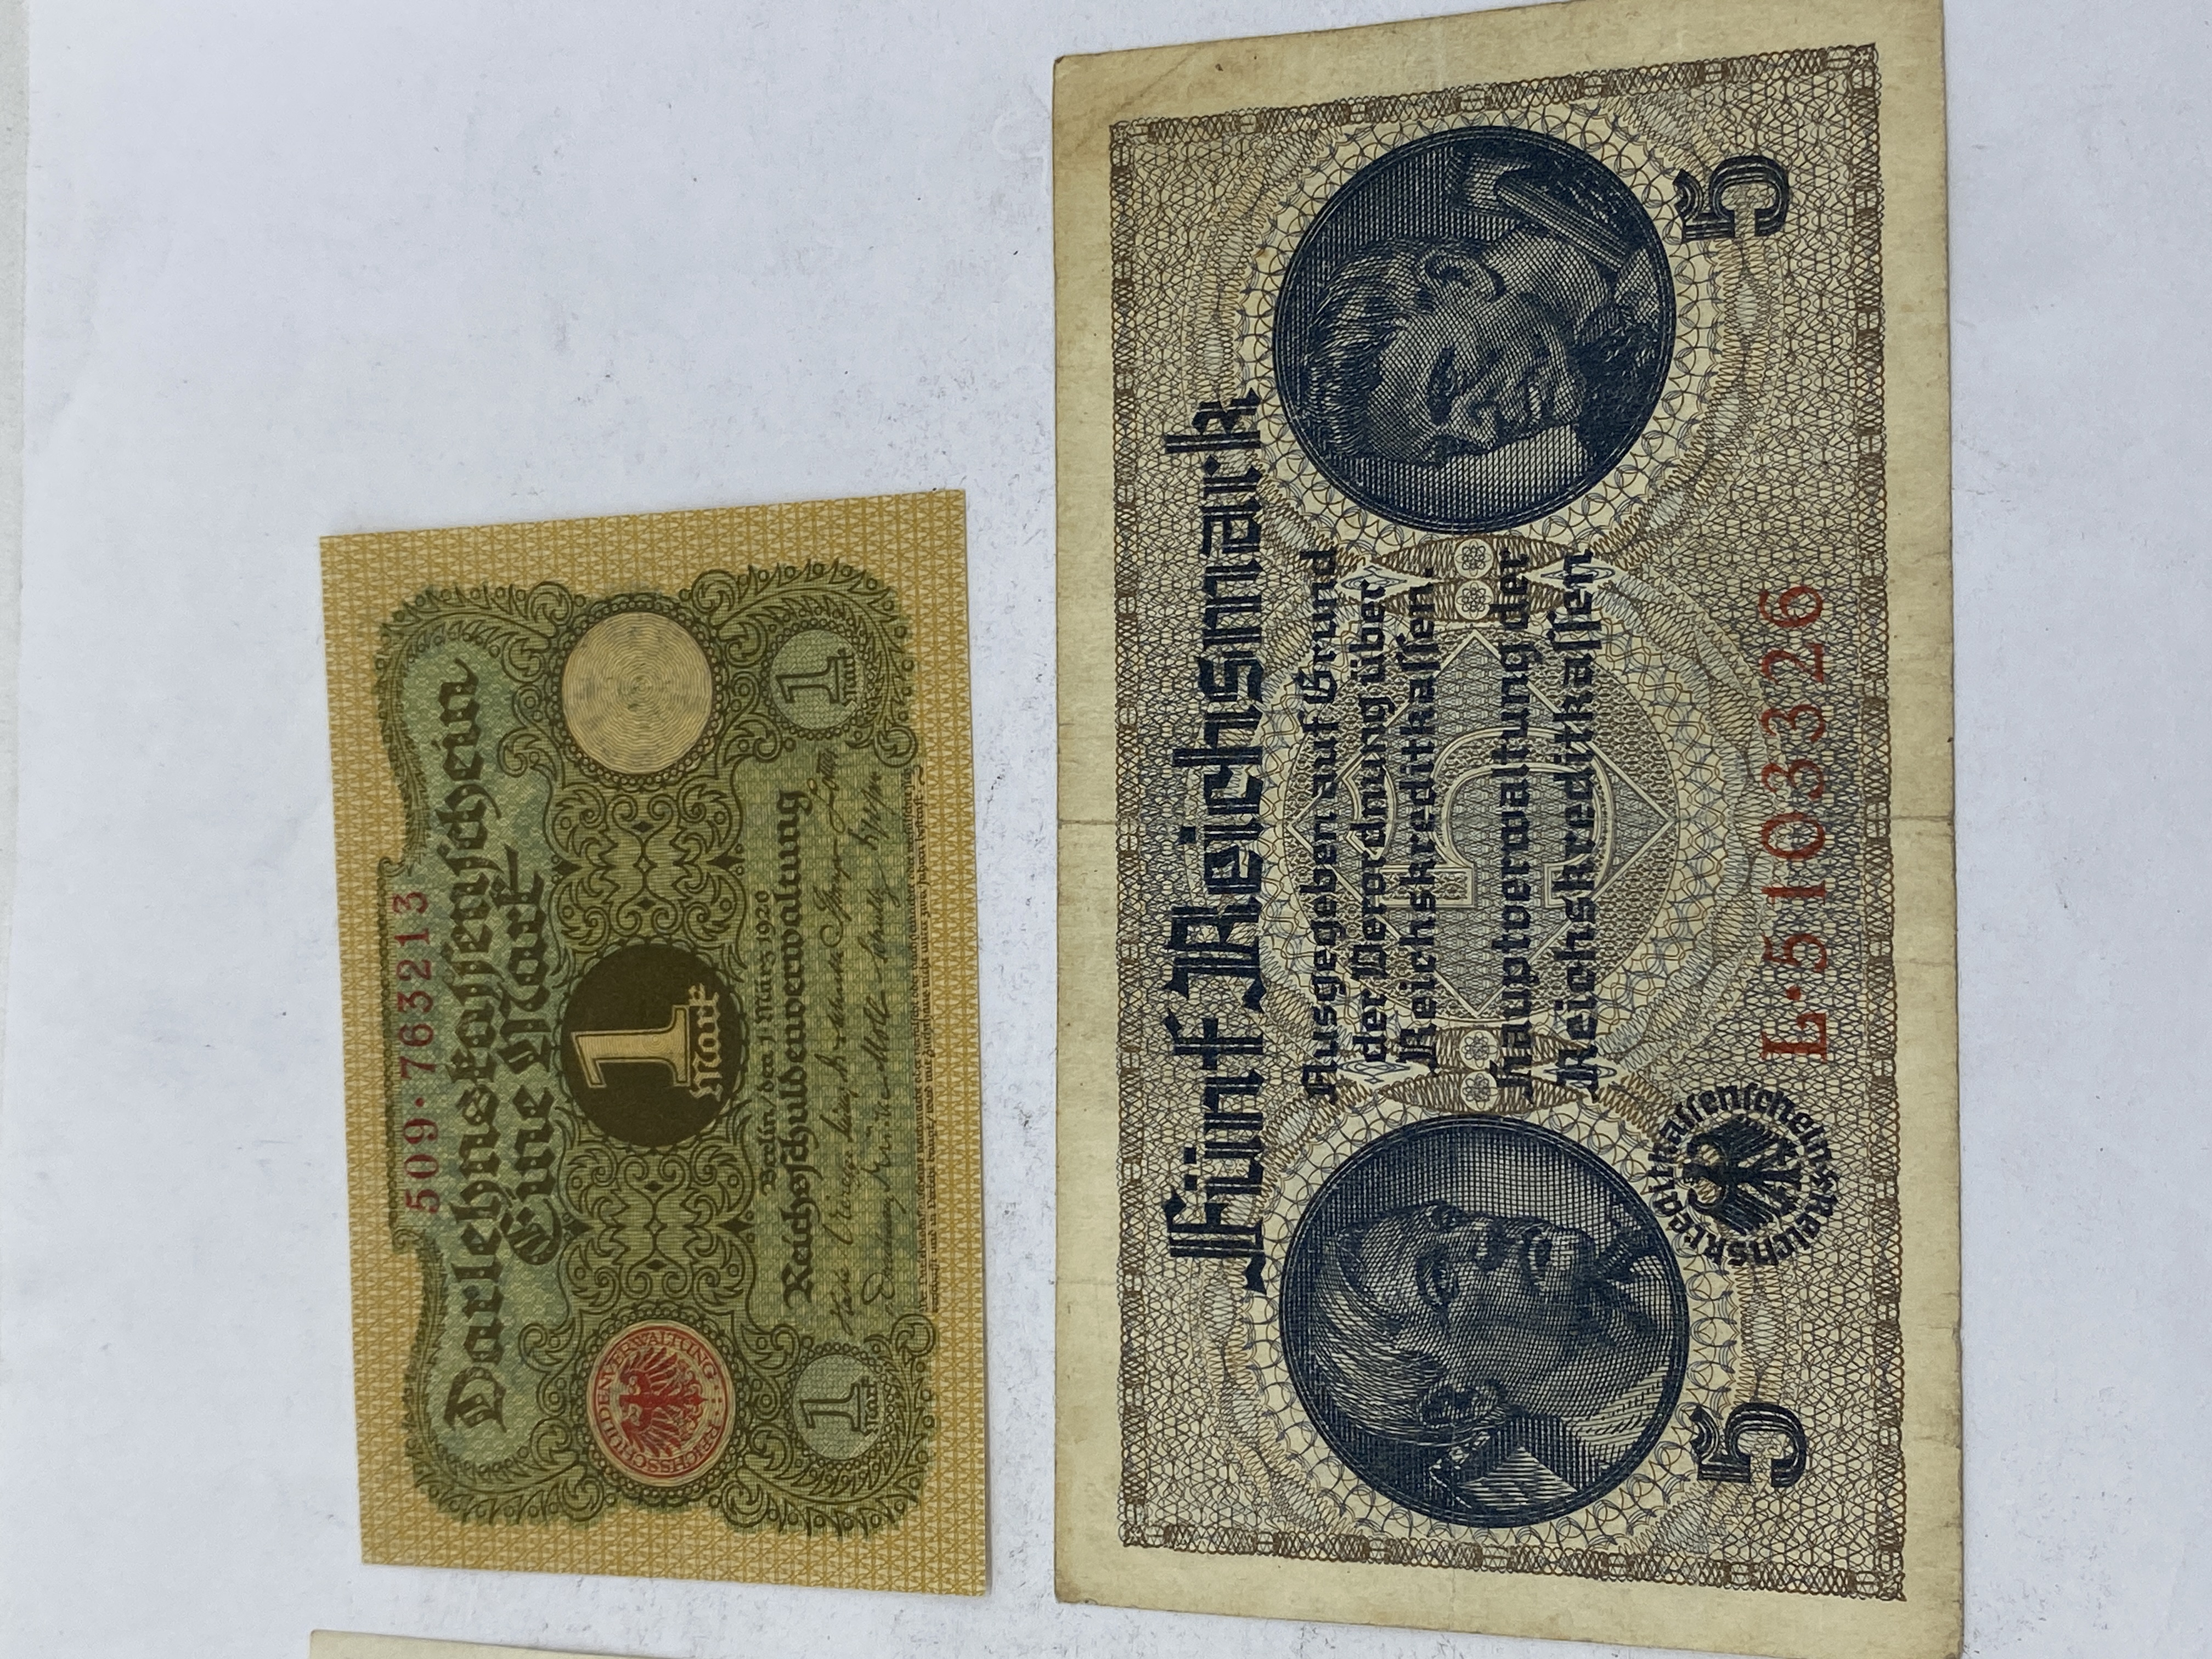 509·763213
Darlehnskassenschein
Eine Mark
1
Mark
REICHSSCHULDENVERWALTUNG
Berlin, den 1. März 1920
Reichsschuldenverwaltung
1
Mark
1
Mark
Fünf Reichsmark
Ausgegeben auf Grund
der Verordnung über
Reichskreditkassen.
Hauptverwaltung der
Reichskreditkassen
5
Reichskreditkassenschein
L·5103326
5
5